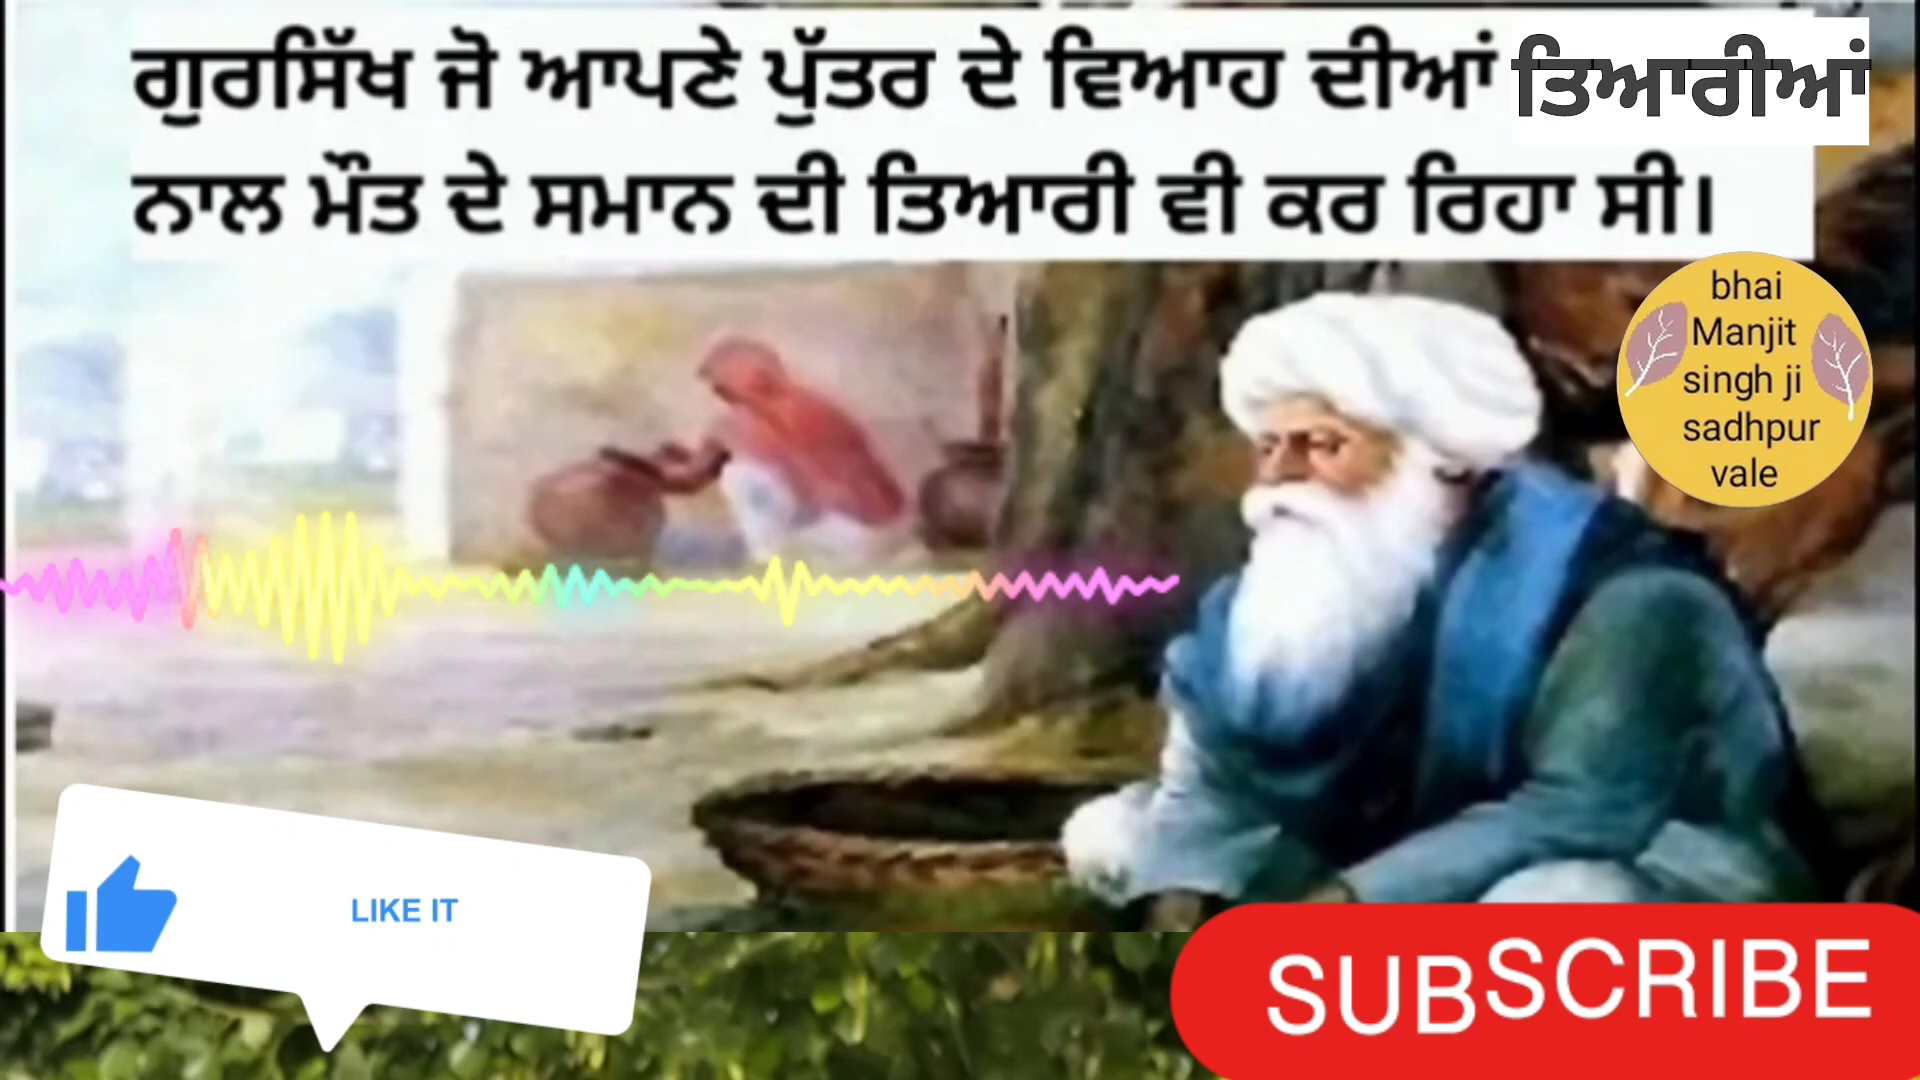 ਗੁਰਸਿੱਖ ਜੋ ਆਪਣੇ ਪੁੱਤਰ ਦੇ ਵਿਆਹ ਦੀਆਂ ਤਿਆਰੀਆਂ
ਨਾਲ ਮੌਤ ਦੇ ਸਮਾਨ ਦੀ ਤਿਆਰੀ ਵੀ ਕਰ ਰਿਹਾ ਸੀ।
bhai
Manjit
singh ji
sadhpur
vale
LIKE IT
SUBSCRIBE